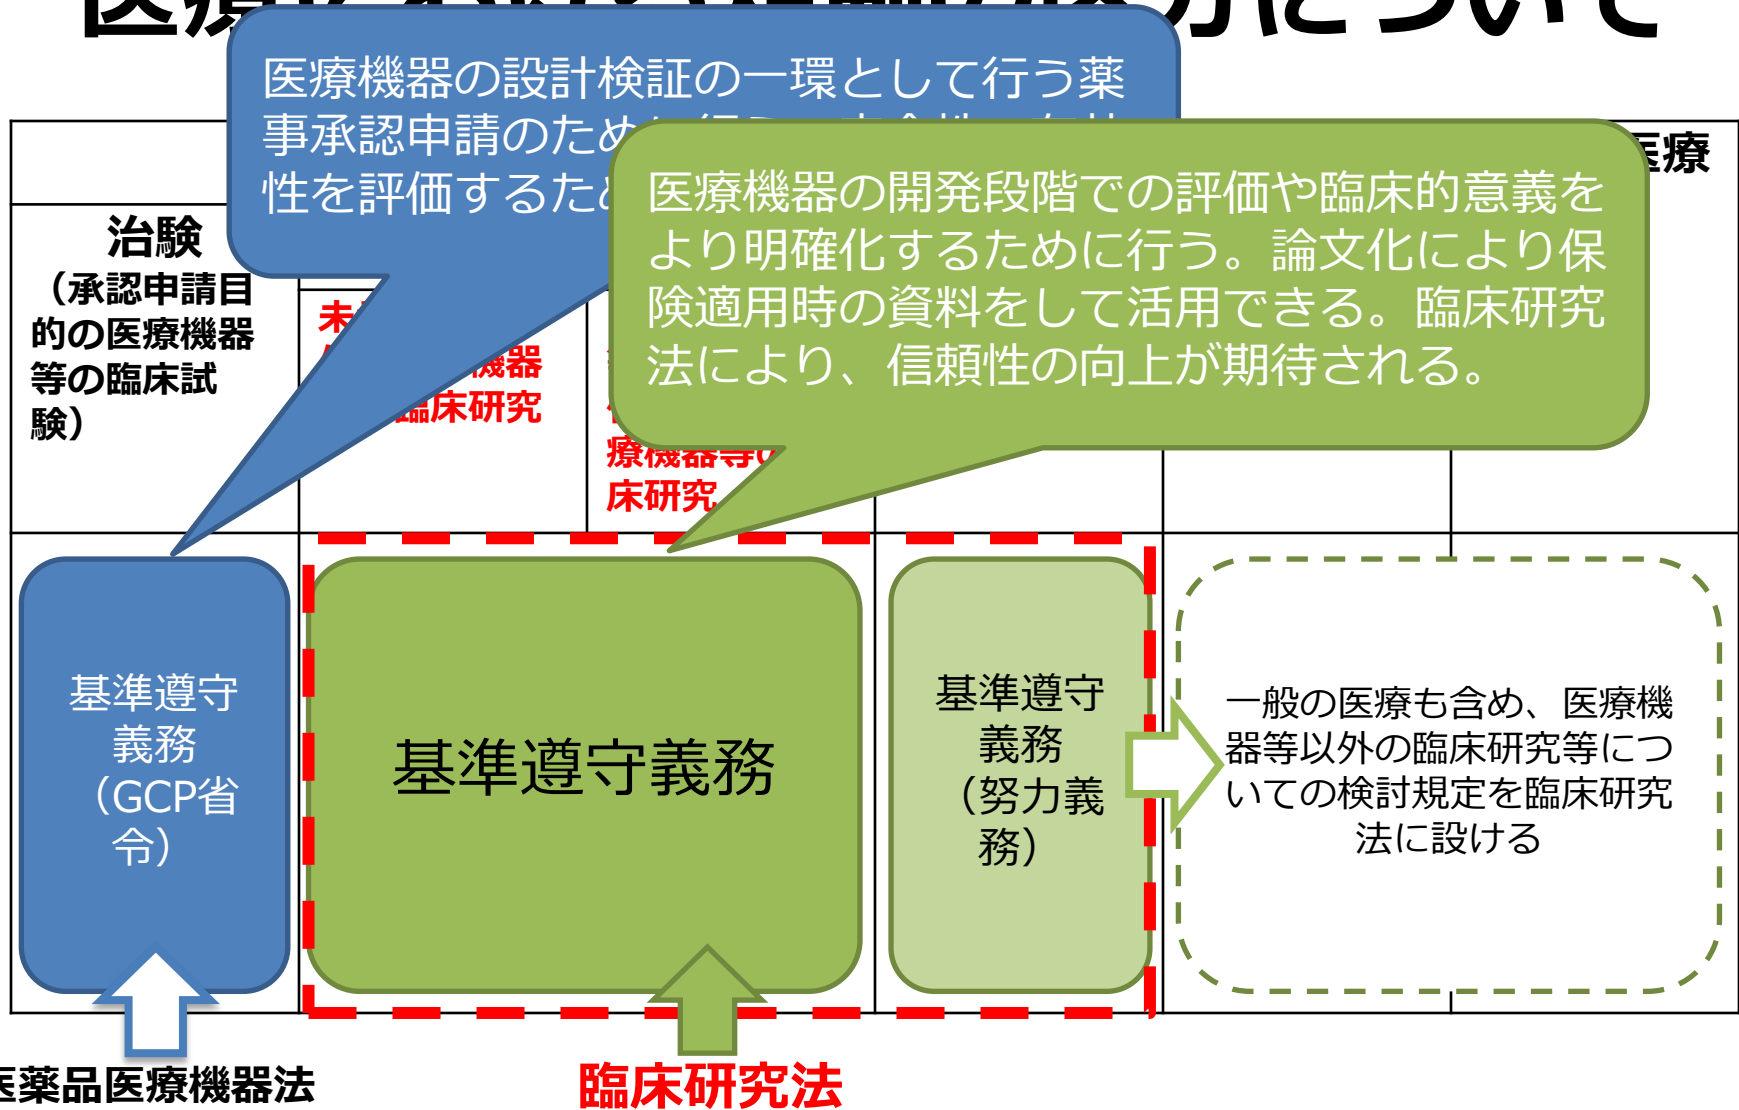 医療
について
医療機器の設計検証の一環として行う薬
事承認申請のため
性を評価するため
医療
医療機器の開発段階での評価や臨床的意義を
より明確化するために行う。論文化により保
険適用時の資料をして活用できる。臨床研究
法により、信頼性の向上が期待される。
治験
（承認申請目
的の医療機器
等の臨床試
験）
未
機器
臨床研究
療機器等の
床研究
基準遵守
義務
（GCP省
令）
基準遵守義務
基準遵守
義務
（努力義
務）
一般の医療も含め、医療機
器等以外の臨床研究等につ
いての検討規定を臨床研究
法に設ける
医薬品医療機器法
臨床研究法